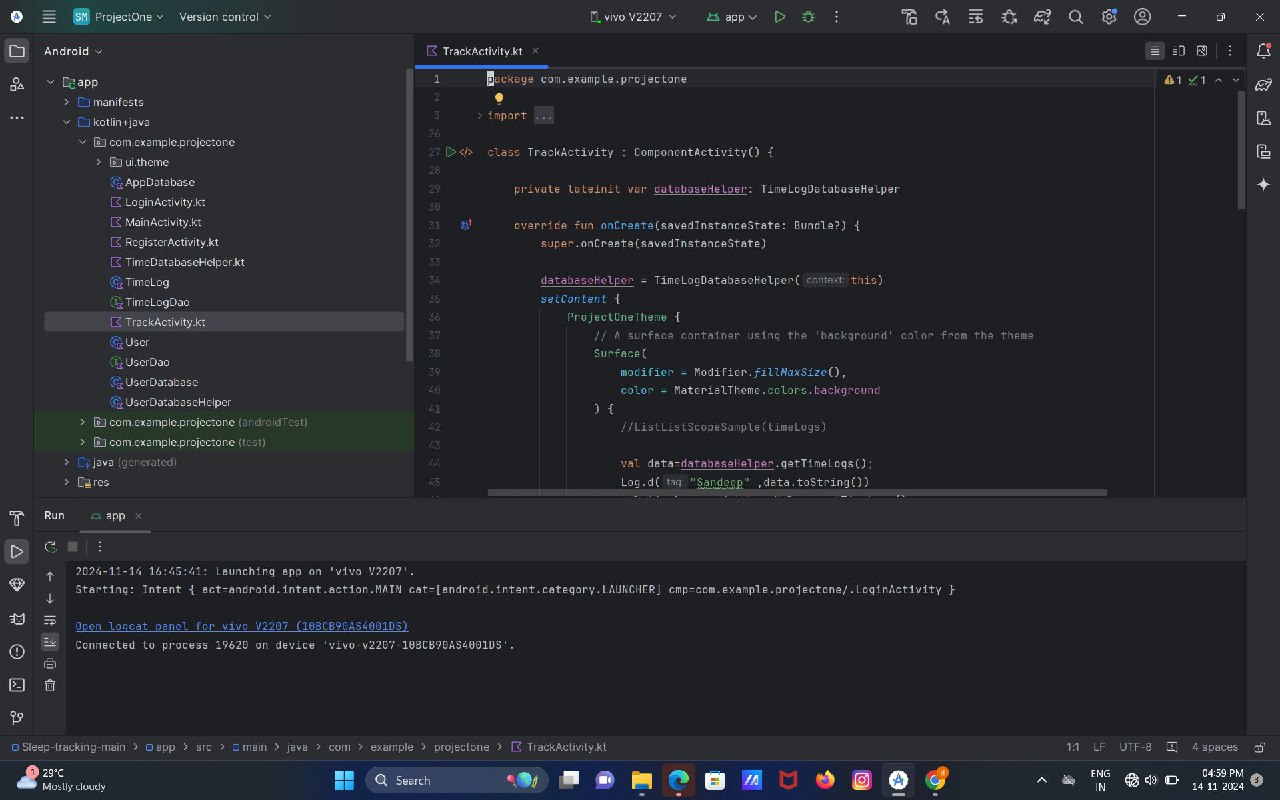 SM ProjectOne Version control vivo V2207 app
Android
TrackActivity.kt
app
manifests
kotlin+java
com.example.projectone
ui.theme
AppDatabase
LoginActivity.kt
MainActivity.kt
RegisterActivity.kt
TimeDatabaseHelper.kt
TimeLog
TimeLogDao
TrackActivity.kt
User
UserDao
UserDatabase
UserDatabaseHelper
com.example.projectone (androidTest)
com.example.projectone (test)
java (generated)
res
1 package com.example.projectone
2
3 import ...
26
27 class TrackActivity : ComponentActivity() {
28
29 private lateinit var databaseHelper: TimeLogDatabaseHelper
30
31 override fun onCreate(savedInstanceState: Bundle?) {
32 super.onCreate(savedInstanceState)
33
34 databaseHelper = TimeLogDatabaseHelper( context: this)
35 setContent {
36 ProjectOneTheme {
37 // A surface container using the 'background' color from the theme
38 Surface(
39 modifier = Modifier.fillMaxSize(),
40 color = MaterialTheme.colors.background
41 ) {
42 //ListListScopeSample(timeLogs)
43
44 val data=databaseHelper.getTimeLogs();
45 Log.d( tag: "Sandeep" ,data.toString())
1 1
Run app
2024-11-14 16:45:41: Launching app on 'vivo V2207'.
Starting: Intent { act=android.intent.action.MAIN cat=[android.intent.category.LAUNCHER] cmp=com.example.projectone/.LoginActivity }
Open logcat panel for vivo V2207 (10BCB90AS4001DS)
Connected to process 19620 on device 'vivo-v2207-10BCB90AS4001DS'.
Sleep-tracking-main > app > src > main > java > com > example > projectone > TrackActivity.kt
1:1 LF UTF-8 4 spaces
1
29°C
Mostly cloudy
Search
ENG
IN
04:59 PM
14-11-2024
3